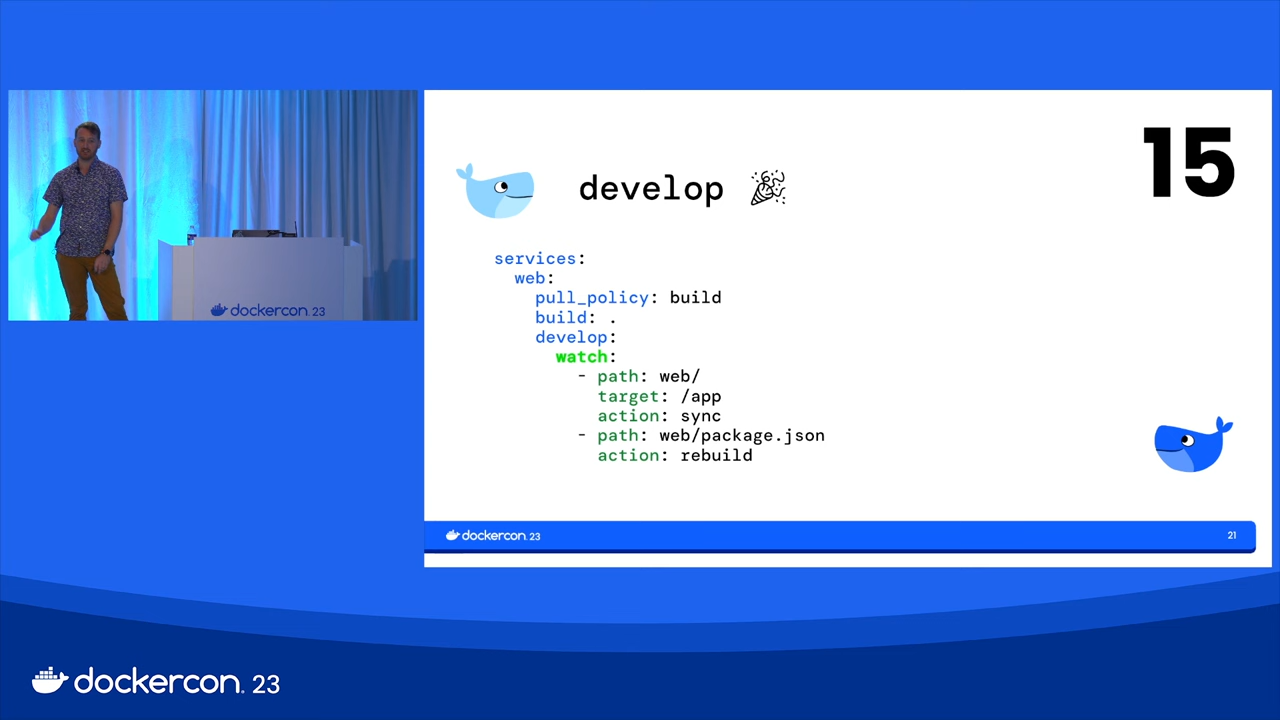 dockercon 23
15
develop
services:
  web:
    pull_policy: build
    build: .
    develop:
      watch:
        - path: web/
          target: /app
          action: sync
        - path: web/package.json
          action: rebuild
dockercon. 23
21
dockercon. 23